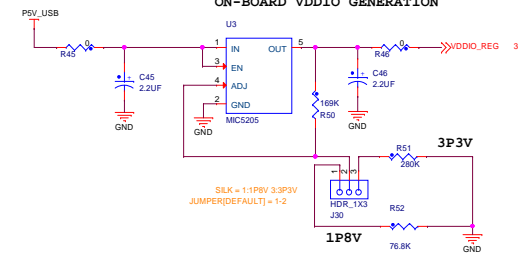 ON-BOARD VDDIO GENERATION
P5V_USB
U3
R45
0
1
IN
OUT
5
R46
0
VDDIO_REG
3
3
EN
4
ADJ
2
GND
MIC5205
C45
2.2UF
GND
GND
169K
R50
C46
2.2UF
GND
R51
280K
3P3V
SILK = 1:1P8V 3:3P3V
JUMPER[DEFAULT] = 1-2
1
2
3
HDR_1X3
J30
R52
76.8K
1P8V
GND